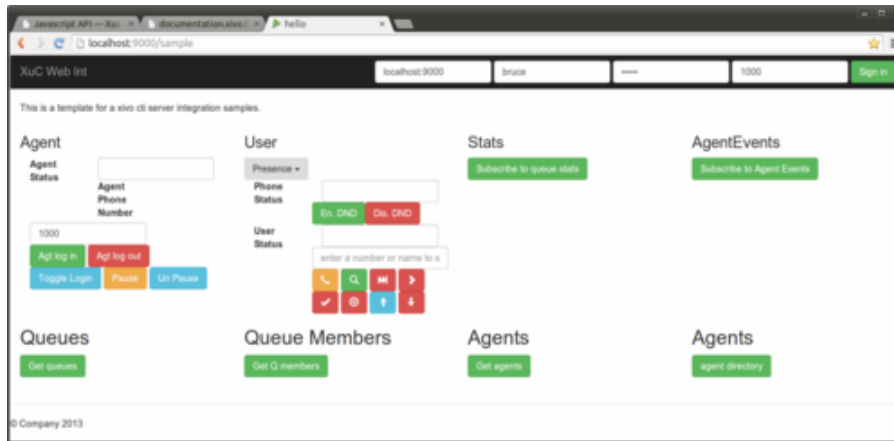 Javascript API — Xuc
documentation.xivo.
hello
localhost:9000/sample
XuC Web Int
localhost:9000
bruce
1000
Sign in
This is a template for a xivo cti server integration samples.
Agent
Agent Status
Agent Phone Number
1000
Agt log in
Agt log out
Toggle Login
Pause
Un Pause
User
Presence
Phone Status
En. DND
Dis. DND
User Status
enter a number or name to s
Stats
Subscribe to queue stats
AgentEvents
Subscribe to Agent Events
Queues
Get queues
Queue Members
Get Q members
Agents
Get agents
Agents
agent directory
© Company 2013